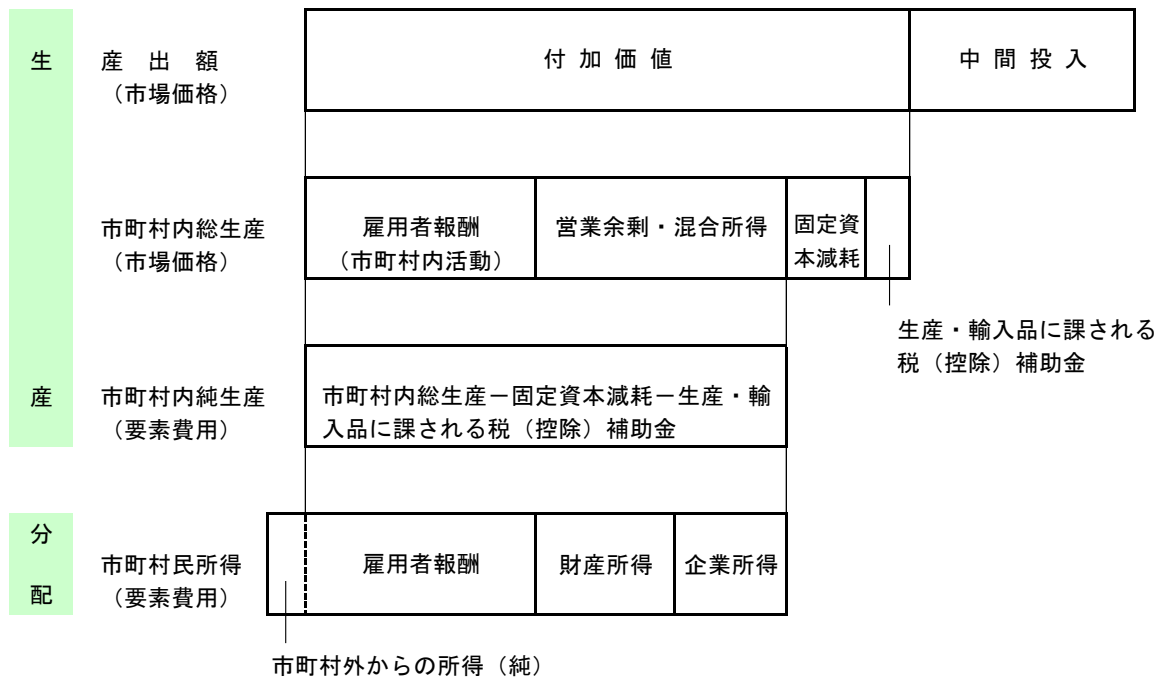 生産
産出額
（市場価格）
付加価値
中間投入
市町村内総生産
（市場価格）
雇用者報酬
（市町村内活動）
営業余剰・混合所得
固定資
本減耗
生産・輸入品に課される
税（控除）補助金
市町村内純生産
（要素費用）
市町村内総生産－固定資本減耗－生産・輸
入品に課される税（控除）補助金
分配
市町村民所得
（要素費用）
雇用者報酬
財産所得
企業所得
市町村外からの所得（純）